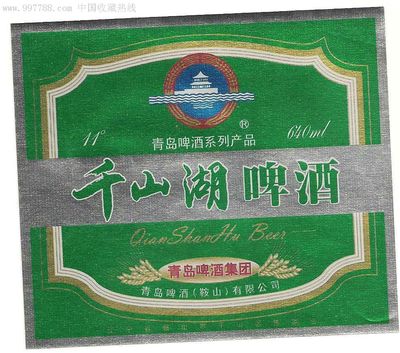 www.997788.com 中国收藏热线
11° ® 640ml
青岛啤酒系列产品
千山湖啤酒
QianShanHu Beer
青岛啤酒集团
青岛啤酒(鞍山)有限公司